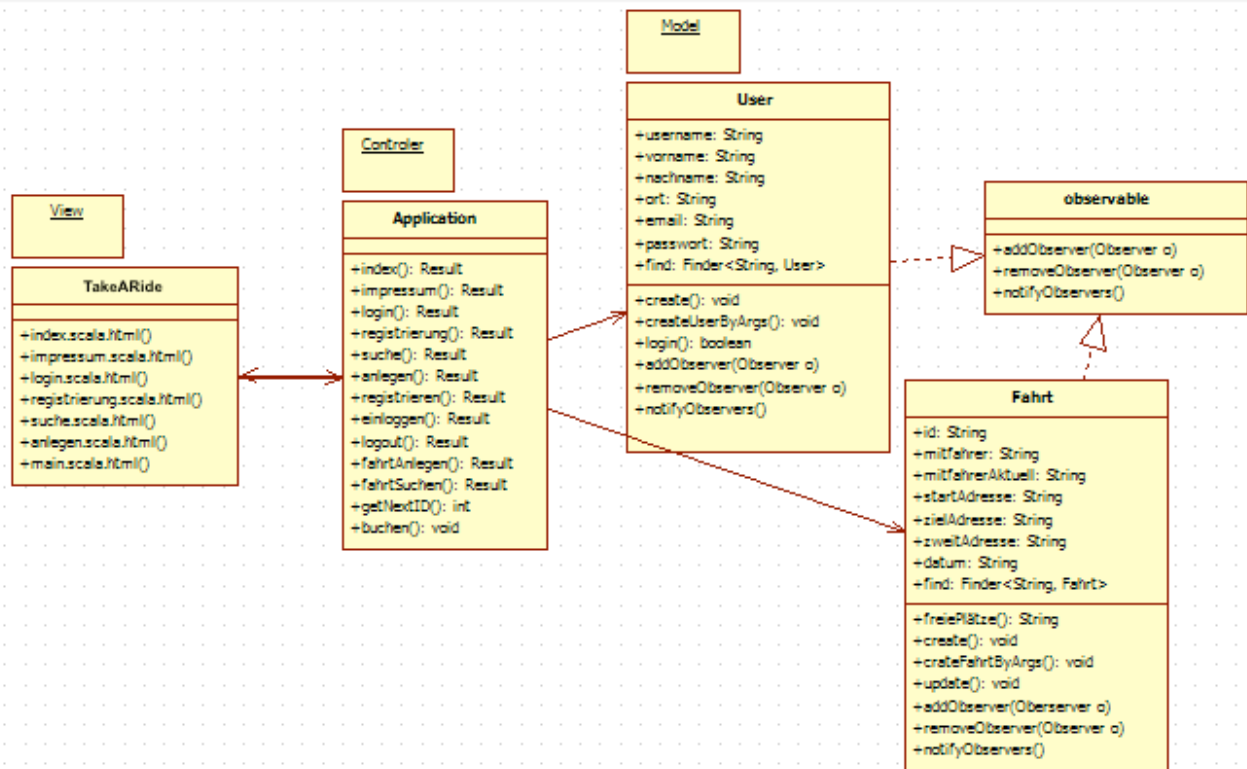 View
TakeARide
+index.scala.html()
+impressum.scala.html()
+login.scala.html()
+registrierung.scala.html()
+suche.scala.html()
+anlegen.scala.html()
+main.scala.html()
Controler
Application
+index(): Result
+impressum(): Result
+login(): Result
+registrierung(): Result
+suche(): Result
+anlegen(): Result
+registrieren(): Result
+einloggen(): Result
+logout(): Result
+fahrtAnlegen(): Result
+fahrtSuchen(): Result
+getNextID(): int
+buchen(): void
Model
User
+username: String
+vorname: String
+nachname: String
+ort: String
+email: String
+passwort: String
+find: Finder<String, User>
+create(): void
+createUserByArgs(): void
+login(): boolean
+addObserver(Observer o)
+removeObserver(Observer o)
+notifyObservers()
observable
+addObserver(Observer o)
+removeObserver(Observer o)
+notifyObservers()
Fahrt
+id: String
+mitfahrer: String
+mitfahrerAktuell: String
+startAdresse: String
+zielAdresse: String
+zweitAdresse: String
+datum: String
+find: Finder<String, Fahrt>
+freiePlätze(): String
+create(): void
+crateFahrtByArgs(): void
+update(): void
+addObserver(Oberserver o)
+removeObserver(Observer o)
+notifyObservers()